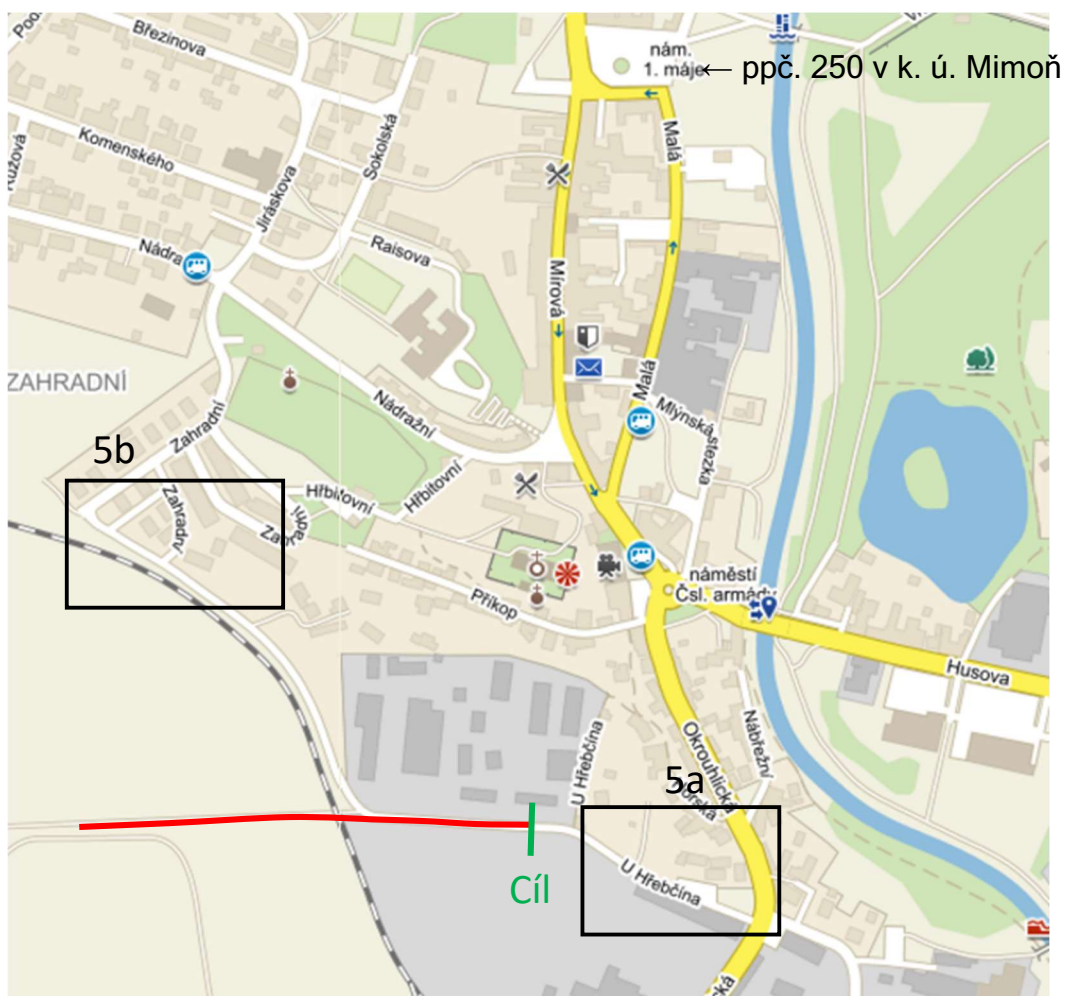 Březinova
nám.
1. máje
← ppč. 250 v k. ú. Mimoň
Komenského
Sokolská
Malá
Růžová
Jiráskova
Raisova
Nádra
Mírová
ZAHRADNÍ
Malá
Nádražní
Mlýnská stezka
Zahradní
5b
Hřbitovní
Hřbitovní
Zahradní
náměstí
Čsl. armády
Příkop
Husova
U Hřebčína
Okrouhlická
Nábřežní
5a
Cíl
U Hřebčína